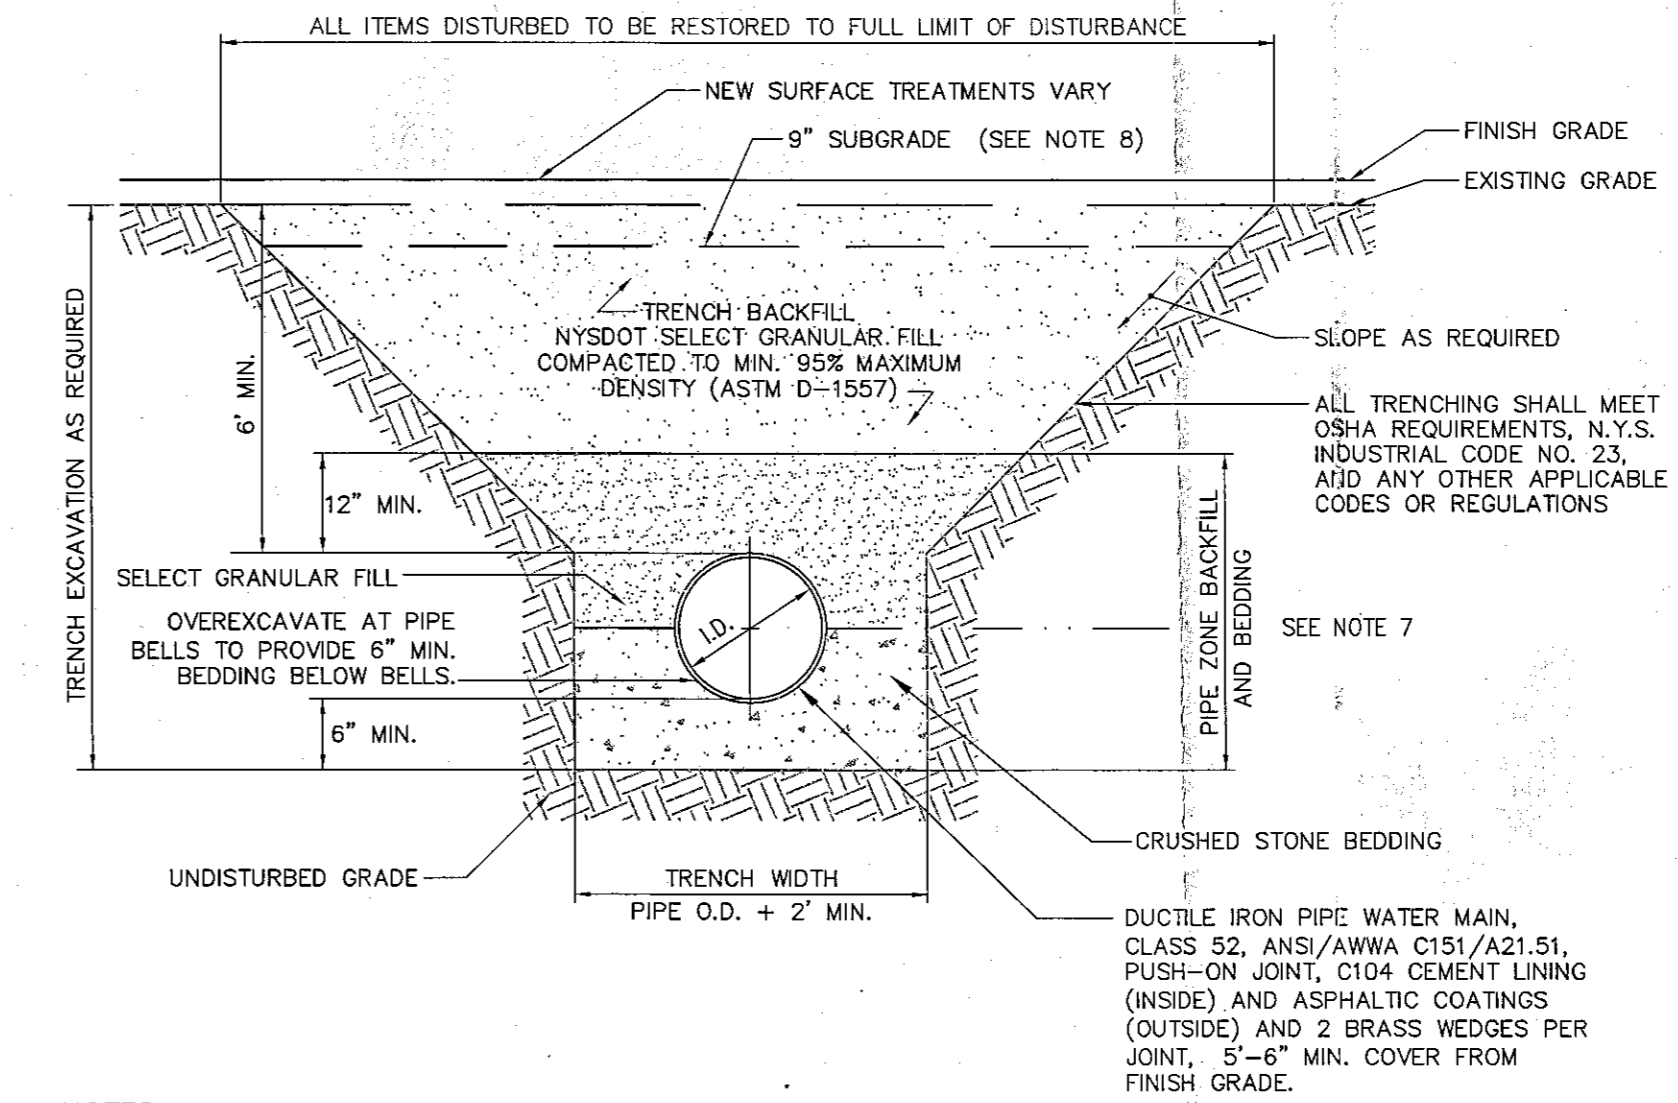 ALL ITEMS DISTURBED TO BE RESTORED TO FULL LIMIT OF DISTURBANCE
NEW SURFACE TREATMENTS VARY
9" SUBGRADE (SEE NOTE 8)
FINISH GRADE
EXISTING GRADE
TRENCH EXCAVATION AS REQUIRED
6' MIN.
TRENCH BACKFILL
NYSDOT SELECT GRANULAR FILL
COMPACTED TO MIN. 95% MAXIMUM
DENSITY (ASTM D-1557)
SLOPE AS REQUIRED
ALL TRENCHING SHALL MEET
OSHA REQUIREMENTS, N.Y.S.
INDUSTRIAL CODE NO. 23,
AND ANY OTHER APPLICABLE
CODES OR REGULATIONS
12" MIN.
SELECT GRANULAR FILL
OVEREXCAVATE AT PIPE
BELLS TO PROVIDE 6" MIN.
BEDDING BELOW BELLS.
I.D.
PIPE ZONE BACKFILL
AND BEDDING
SEE NOTE 7
6" MIN.
CRUSHED STONE BEDDING
UNDISTURBED GRADE
TRENCH WIDTH
PIPE O.D. + 2' MIN.
DUCTILE IRON PIPE WATER MAIN,
CLASS 52, ANSI/AWWA C151/A21.51,
PUSH-ON JOINT, C104 CEMENT LINING
(INSIDE) AND ASPHALTIC COATINGS
(OUTSIDE) AND 2 BRASS WEDGES PER
JOINT, 5'-6" MIN. COVER FROM
FINISH GRADE.